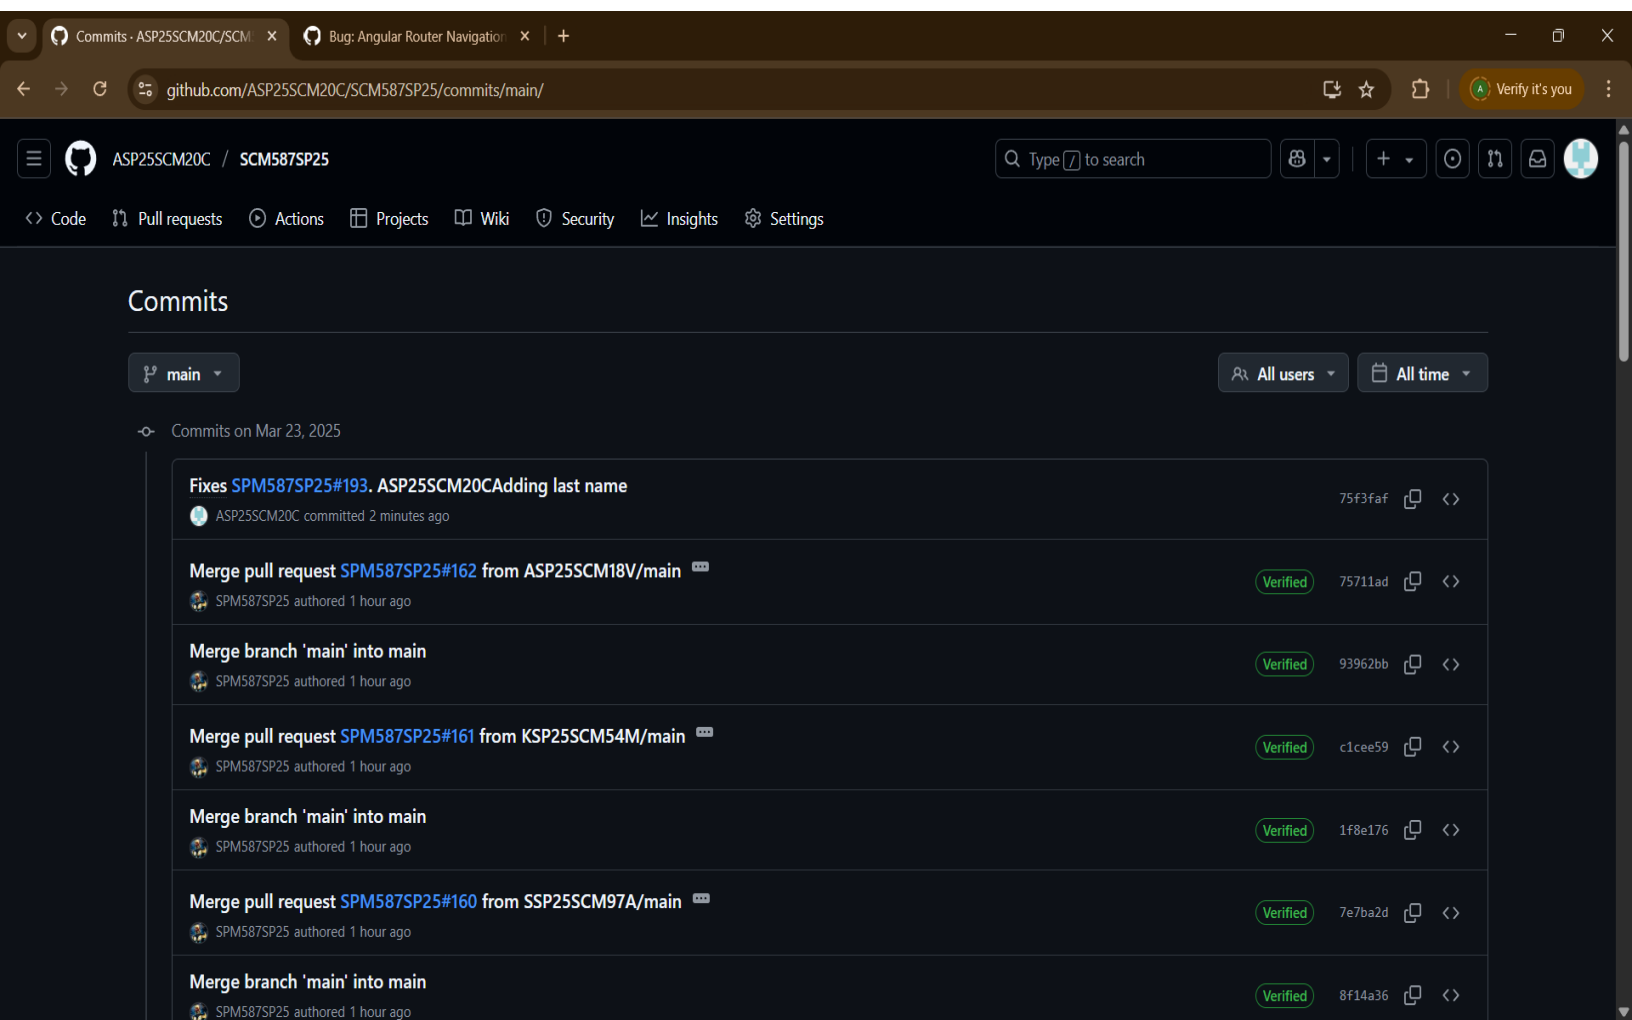 Commits · ASP25SCM20C/SCM
Bug: Angular Router Navigation
github.com/ASP25SCM20C/SCM587SP25/commits/main/
A Verify it's you
ASP25SCM20C / SCM587SP25
Type / to search
Code Pull requests Actions Projects Wiki Security Insights Settings
Commits
main
All users All time
Commits on Mar 23, 2025
Fixes SPM587SP25#193. ASP25SCM20CAdding last name
75f3faf
ASP25SCM20C committed 2 minutes ago
Merge pull request SPM587SP25#162 from ASP25SCM18V/main
Verified 75711ad
SPM587SP25 authored 1 hour ago
Merge branch 'main' into main
Verified 93962bb
SPM587SP25 authored 1 hour ago
Merge pull request SPM587SP25#161 from KSP25SCM54M/main
Verified c1cee59
SPM587SP25 authored 1 hour ago
Merge branch 'main' into main
Verified 1f8e176
SPM587SP25 authored 1 hour ago
Merge pull request SPM587SP25#160 from SSP25SCM97A/main
Verified 7e7ba2d
SPM587SP25 authored 1 hour ago
Merge branch 'main' into main
Verified 8f14a36
SPM587SP25 authored 1 hour ago